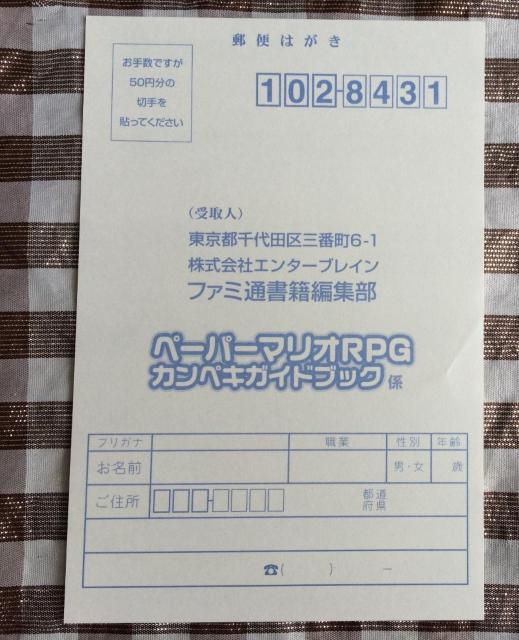 郵便はがき
お手数ですが
50円分の
切手を
貼ってください
102-8431
(受取人)
東京都千代田区三番町6-1
株式会社エンターブレイン
ファミ通書籍編集部
ペーパーマリオRPG
カンペキガイドブック 係
フリガナ 職業 性別 年齢
お名前 男・女 歳
ご住所 - 都道
府県
☎( ) －